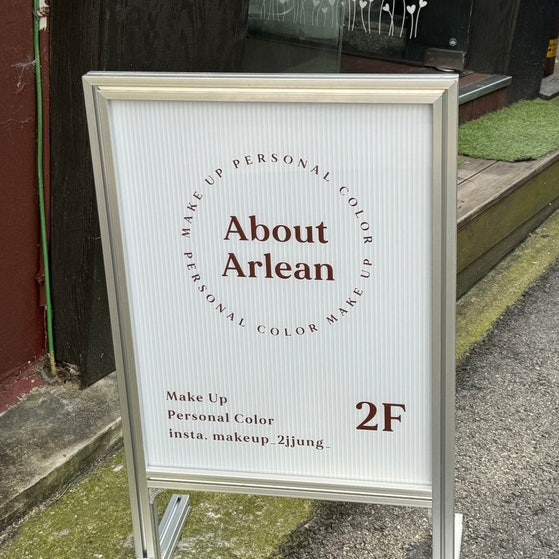 MAKE UP PERSONAL COLOR
About
Arlean
PERSONAL COLOR MAKE UP
Make Up
Personal Color
insta. makeup_2jjung_
2F